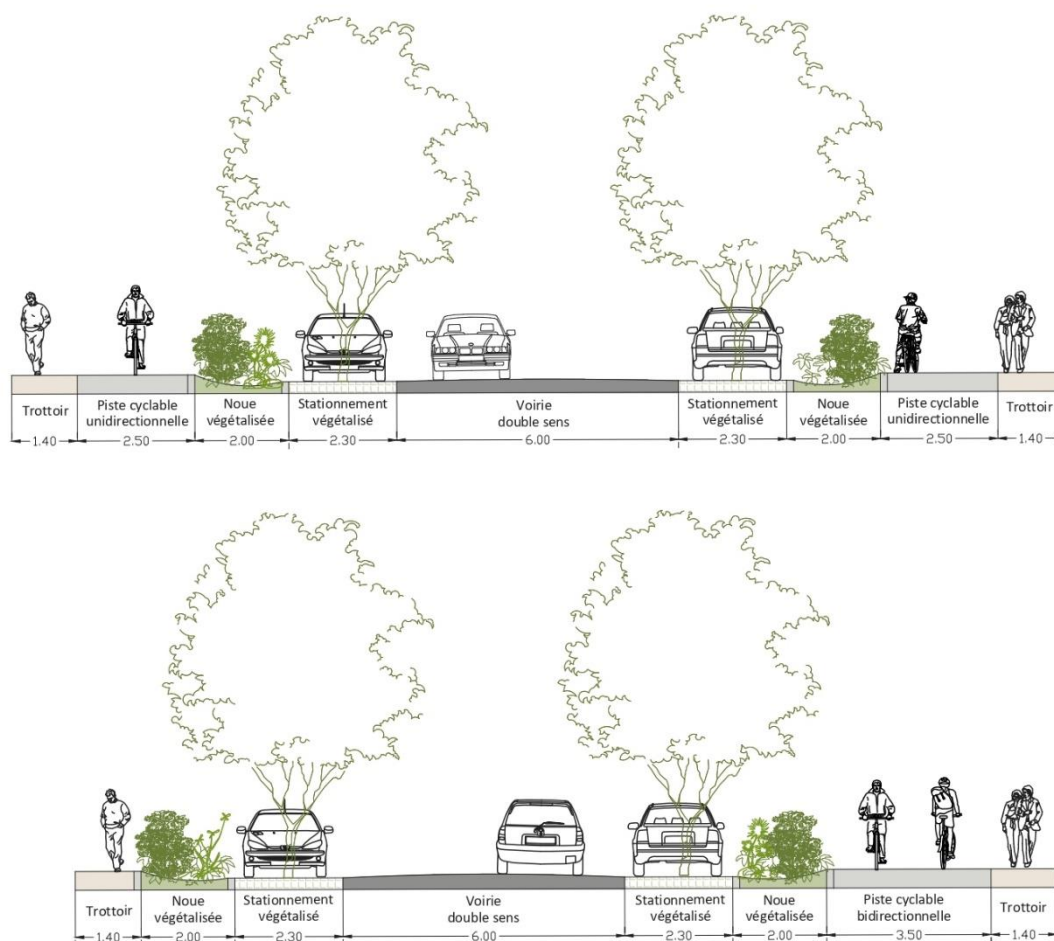 Trottoir
Piste cyclable
unidirectionnelle
Noue
végétalisée
Stationnement
végétalisé
Voirie
double sens
Stationnement
végétalisé
Noue
végétalisée
Piste cyclable
unidirectionnelle
Trottoir
1.40 2.50 2.00 2.30 6.00 2.30 2.00 2.50 1.40
Trottoir
Noue
végétalisée
Stationnement
végétalisé
Voirie
double sens
Stationnement
végétalisé
Noue
végétalisée
Piste cyclable
bidirectionnelle
Trottoir
1.40 2.00 2.30 6.00 2.30 2.00 3.50 1.40